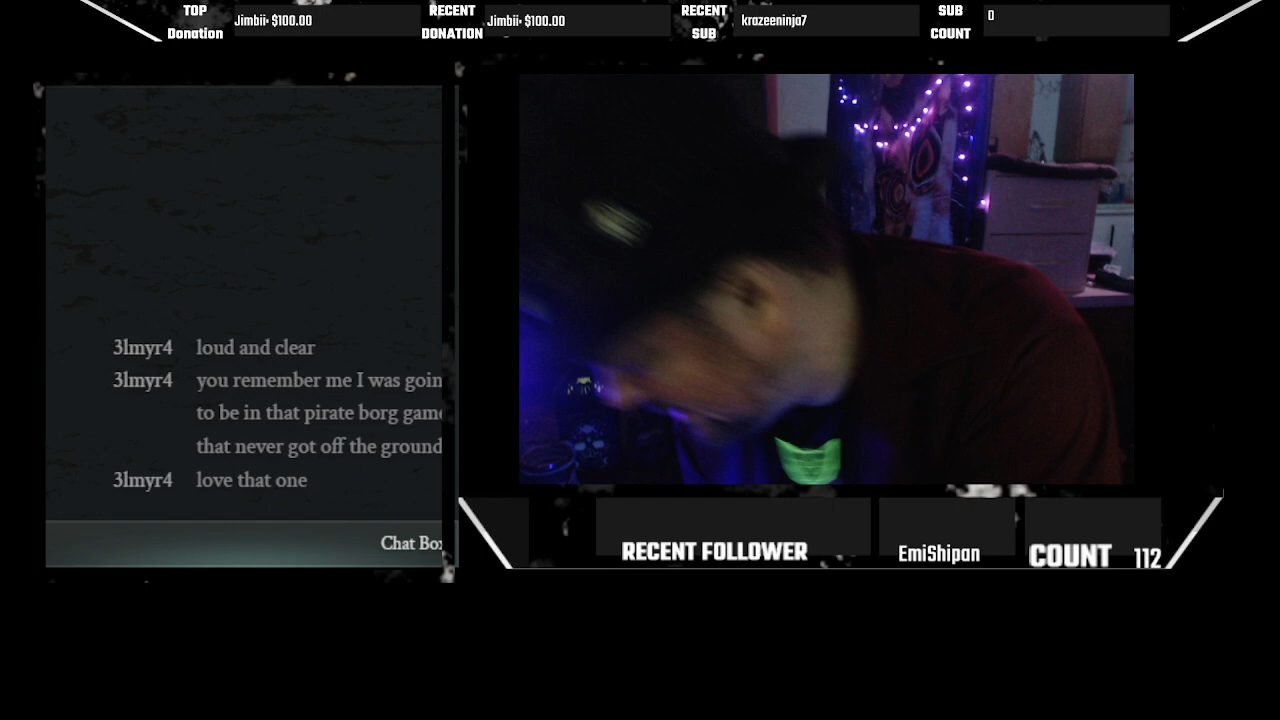 TOP
Donation
Jimbii• $100.00
RECENT
DONATION
Jimbii• $100.00
RECENT
SUB
krazeeninja7
SUB
COUNT
0
3lmyr4 loud and clear
3lmyr4 you remember me I was goin
to be in that pirate borg game
that never got off the ground
3lmyr4 love that one
Chat Box
RECENT FOLLOWER
EmiShipan
COUNT 112